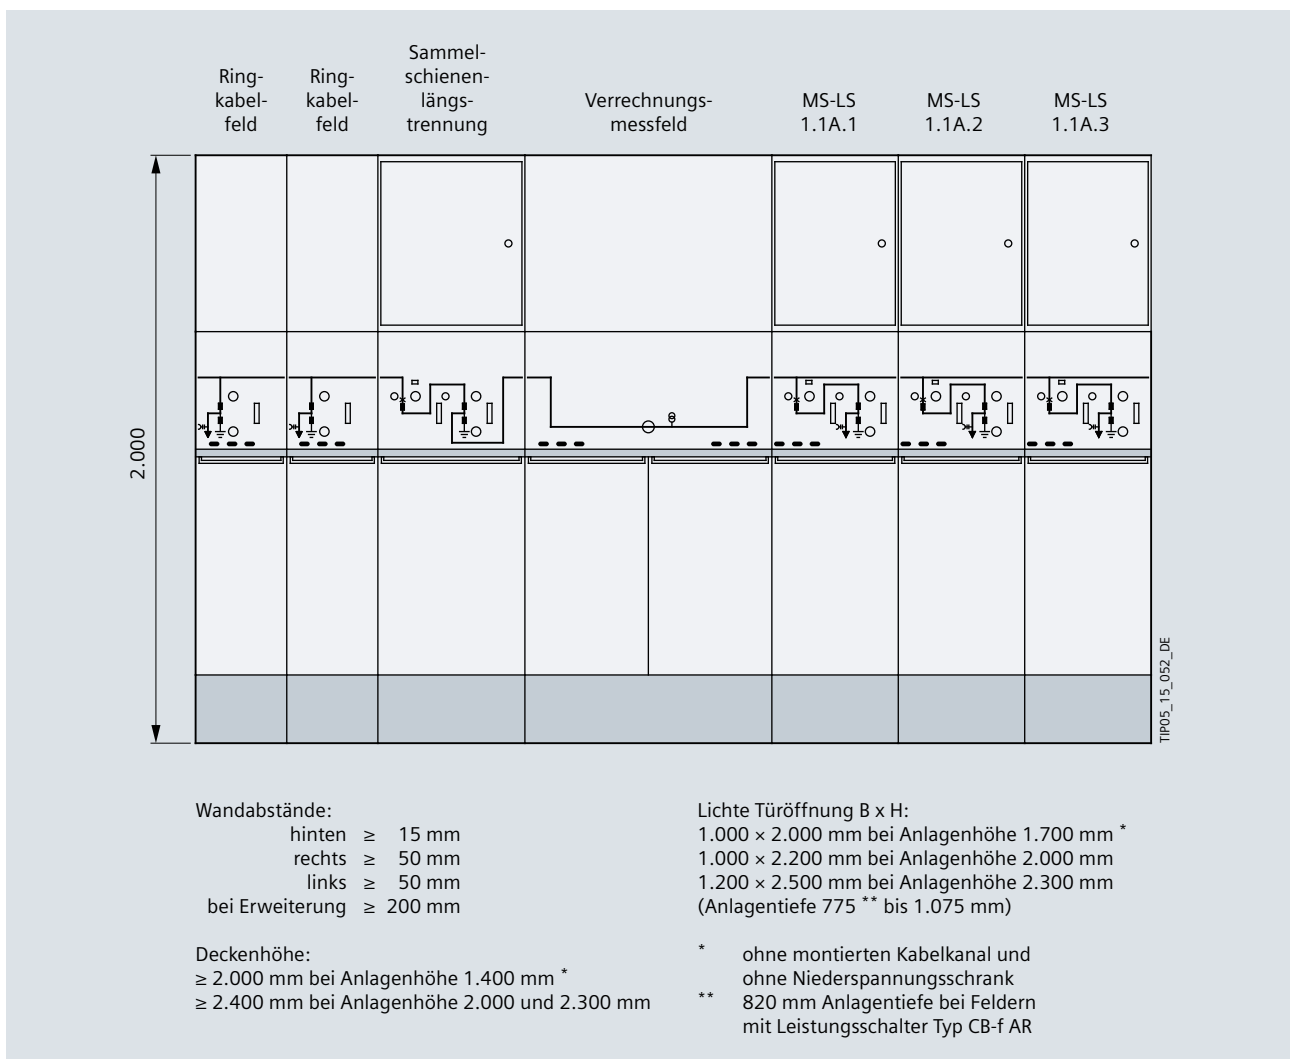 Ring-
kabel-
feld
Ring-
kabel-
feld
Sammel-
schienen-
längs-
trennung
Verrechnungs-
messfeld
MS-LS
1.1A.1
MS-LS
1.1A.2
MS-LS
1.1A.3
2.000
TIP05_15_052_DE
Wandabstände:
hinten ≥ 15 mm
rechts ≥ 50 mm
links ≥ 50 mm
bei Erweiterung ≥ 200 mm
Deckenhöhe:
≥ 2.000 mm bei Anlagenhöhe 1.400 mm *
≥ 2.400 mm bei Anlagenhöhe 2.000 und 2.300 mm
Lichte Türöffnung B x H:
1.000 × 2.000 mm bei Anlagenhöhe 1.700 mm *
1.000 × 2.200 mm bei Anlagenhöhe 2.000 mm
1.200 × 2.500 mm bei Anlagenhöhe 2.300 mm
(Anlagentiefe 775 ** bis 1.075 mm)
* ohne montierten Kabelkanal und
ohne Niederspannungsschrank
** 820 mm Anlagentiefe bei Feldern
mit Leistungsschalter Typ CB-f AR